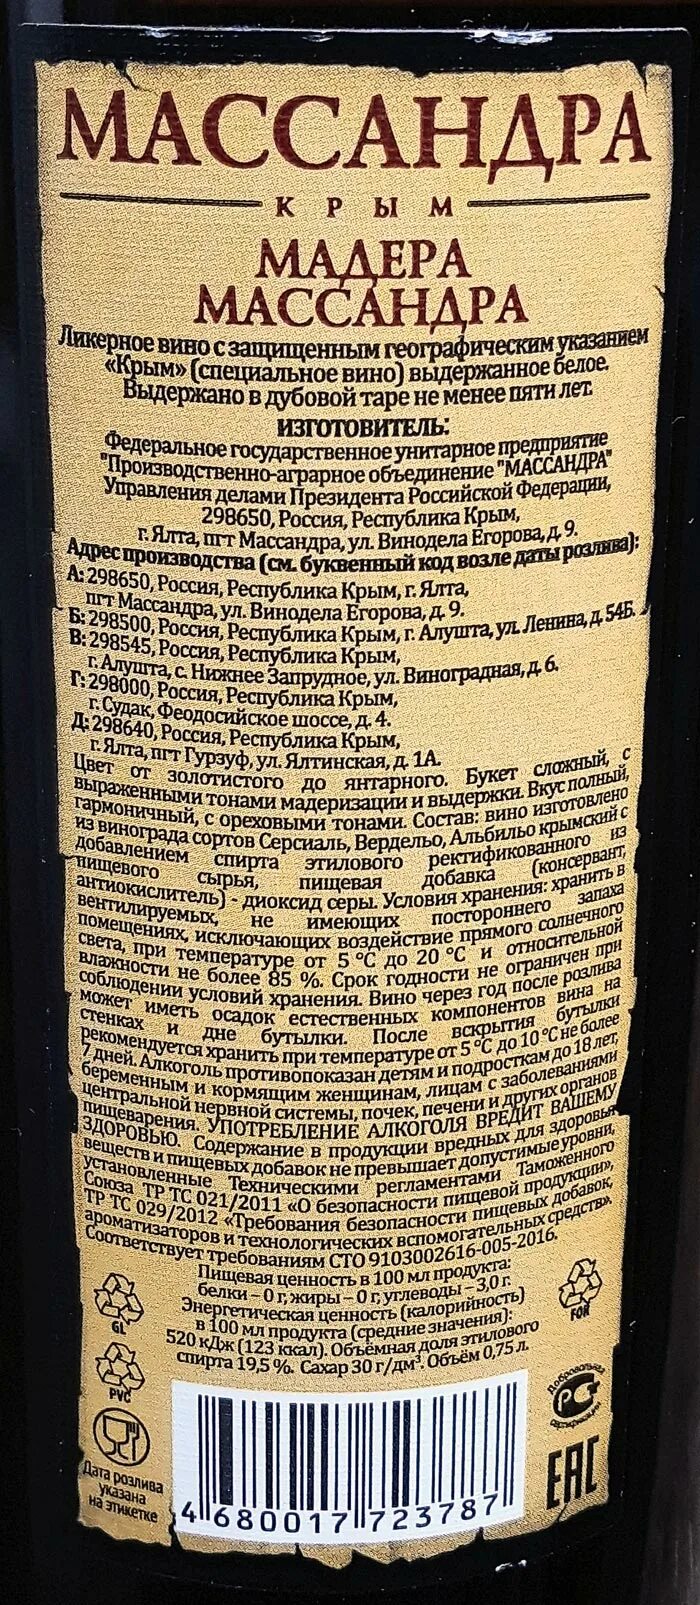 МАССАНДРА
КРЫМ
МАДЕРА
МАССАНДРА
Ликерное вино с защищенным географическим указанием
«Крым» (специальное вино) выдержанное белое.
Выдержано в дубовой таре не менее пяти лет.
ИЗГОТОВИТЕЛЬ:
Федеральное государственное унитарное предприятие
"Производственно-аграрное объединение "МАССАНДРА"
Управления делами Президента Российской Федерации,
298650, Россия, Республика Крым,
г. Ялта, пгт Массандра, ул. Винодела Егорова, д. 9.
Адрес производства (см. буквенный код возле даты розлива):
А: 298650, Россия, Республика Крым, г. Ялта,
пгт Массандра, ул. Винодела Егорова, д. 9.
Б: 298500, Россия, Республика Крым, г. Алушта, ул. Ленина, д. 54Б.
В: 298545, Россия, Республика Крым,
г. Алушта, с. Нижнее Запрудное, ул. Виноградная, д. 6.
Г: 298000, Россия, Республика Крым,
г. Судак, Феодосийское шоссе, д. 4.
Д: 298640, Россия, Республика Крым,
г. Ялта, пгт Гурзуф, ул. Ялтинская, д. 1А.
Цвет от золотистого до янтарного. Букет сложный, с
выраженными тонами мадеризации и выдержки. Вкус полный,
гармоничный, с ореховыми тонами. Состав: вино изготовлено
из винограда сортов Серсиаль, Вердельо, Альбильо крымский с
добавлением спирта этилового ректификованного из
пищевого сырья, пищевая добавка (консервант,
антиокислитель) - диоксид серы. Условия хранения: хранить в
вентилируемых, не имеющих постороннего запаха
помещениях, исключающих воздействие прямого солнечного
света, при температуре от 5 °С до 20 °С и относительной
влажности не более 85 %. Срок годности не ограничен при
соблюдении условий хранения. Вино через год после розлива
может иметь осадок естественных компонентов вина на
стенках и дне бутылки. После вскрытия бутылки
рекомендуется хранить при температуре от 5 °С до 10 °С не более
7 дней. Алкоголь противопоказан детям и подросткам до 18 лет,
беременным и кормящим женщинам, лицам с заболеваниями
центральной нервной системы, почек, печени и других органов
пищеварения. УПОТРЕБЛЕНИЕ АЛКОГОЛЯ ВРЕДИТ ВАШЕМУ
ЗДОРОВЬЮ. Содержание в продукции вредных для здоровья
веществ и пищевых добавок не превышает допустимые уровни,
установленные Техническими регламентами Таможенного
Союза ТР ТС 021/2011 «О безопасности пищевой продукции»,
ТР ТС 029/2012 «Требования безопасности пищевых добавок,
ароматизаторов и технологических вспомогательных средств».
Соответствует требованиям СТО 9103002616-005-2016.
Пищевая ценность в 100 мл продукта:
белки – 0 г, жиры – 0 г, углеводы – 3,0 г.
Энергетическая ценность (калорийность)
в 100 мл продукта (средние значения):
520 кДж (123 ккал). Объёмная доля этилового
спирта 19,5 %. Сахар 30 г/дм³. Объём 0,75 л.
GL
FOR
PVC
Добровольная
РС
сертификация
Дата розлива
указана
на этикетке
EAC
4 680017 723787